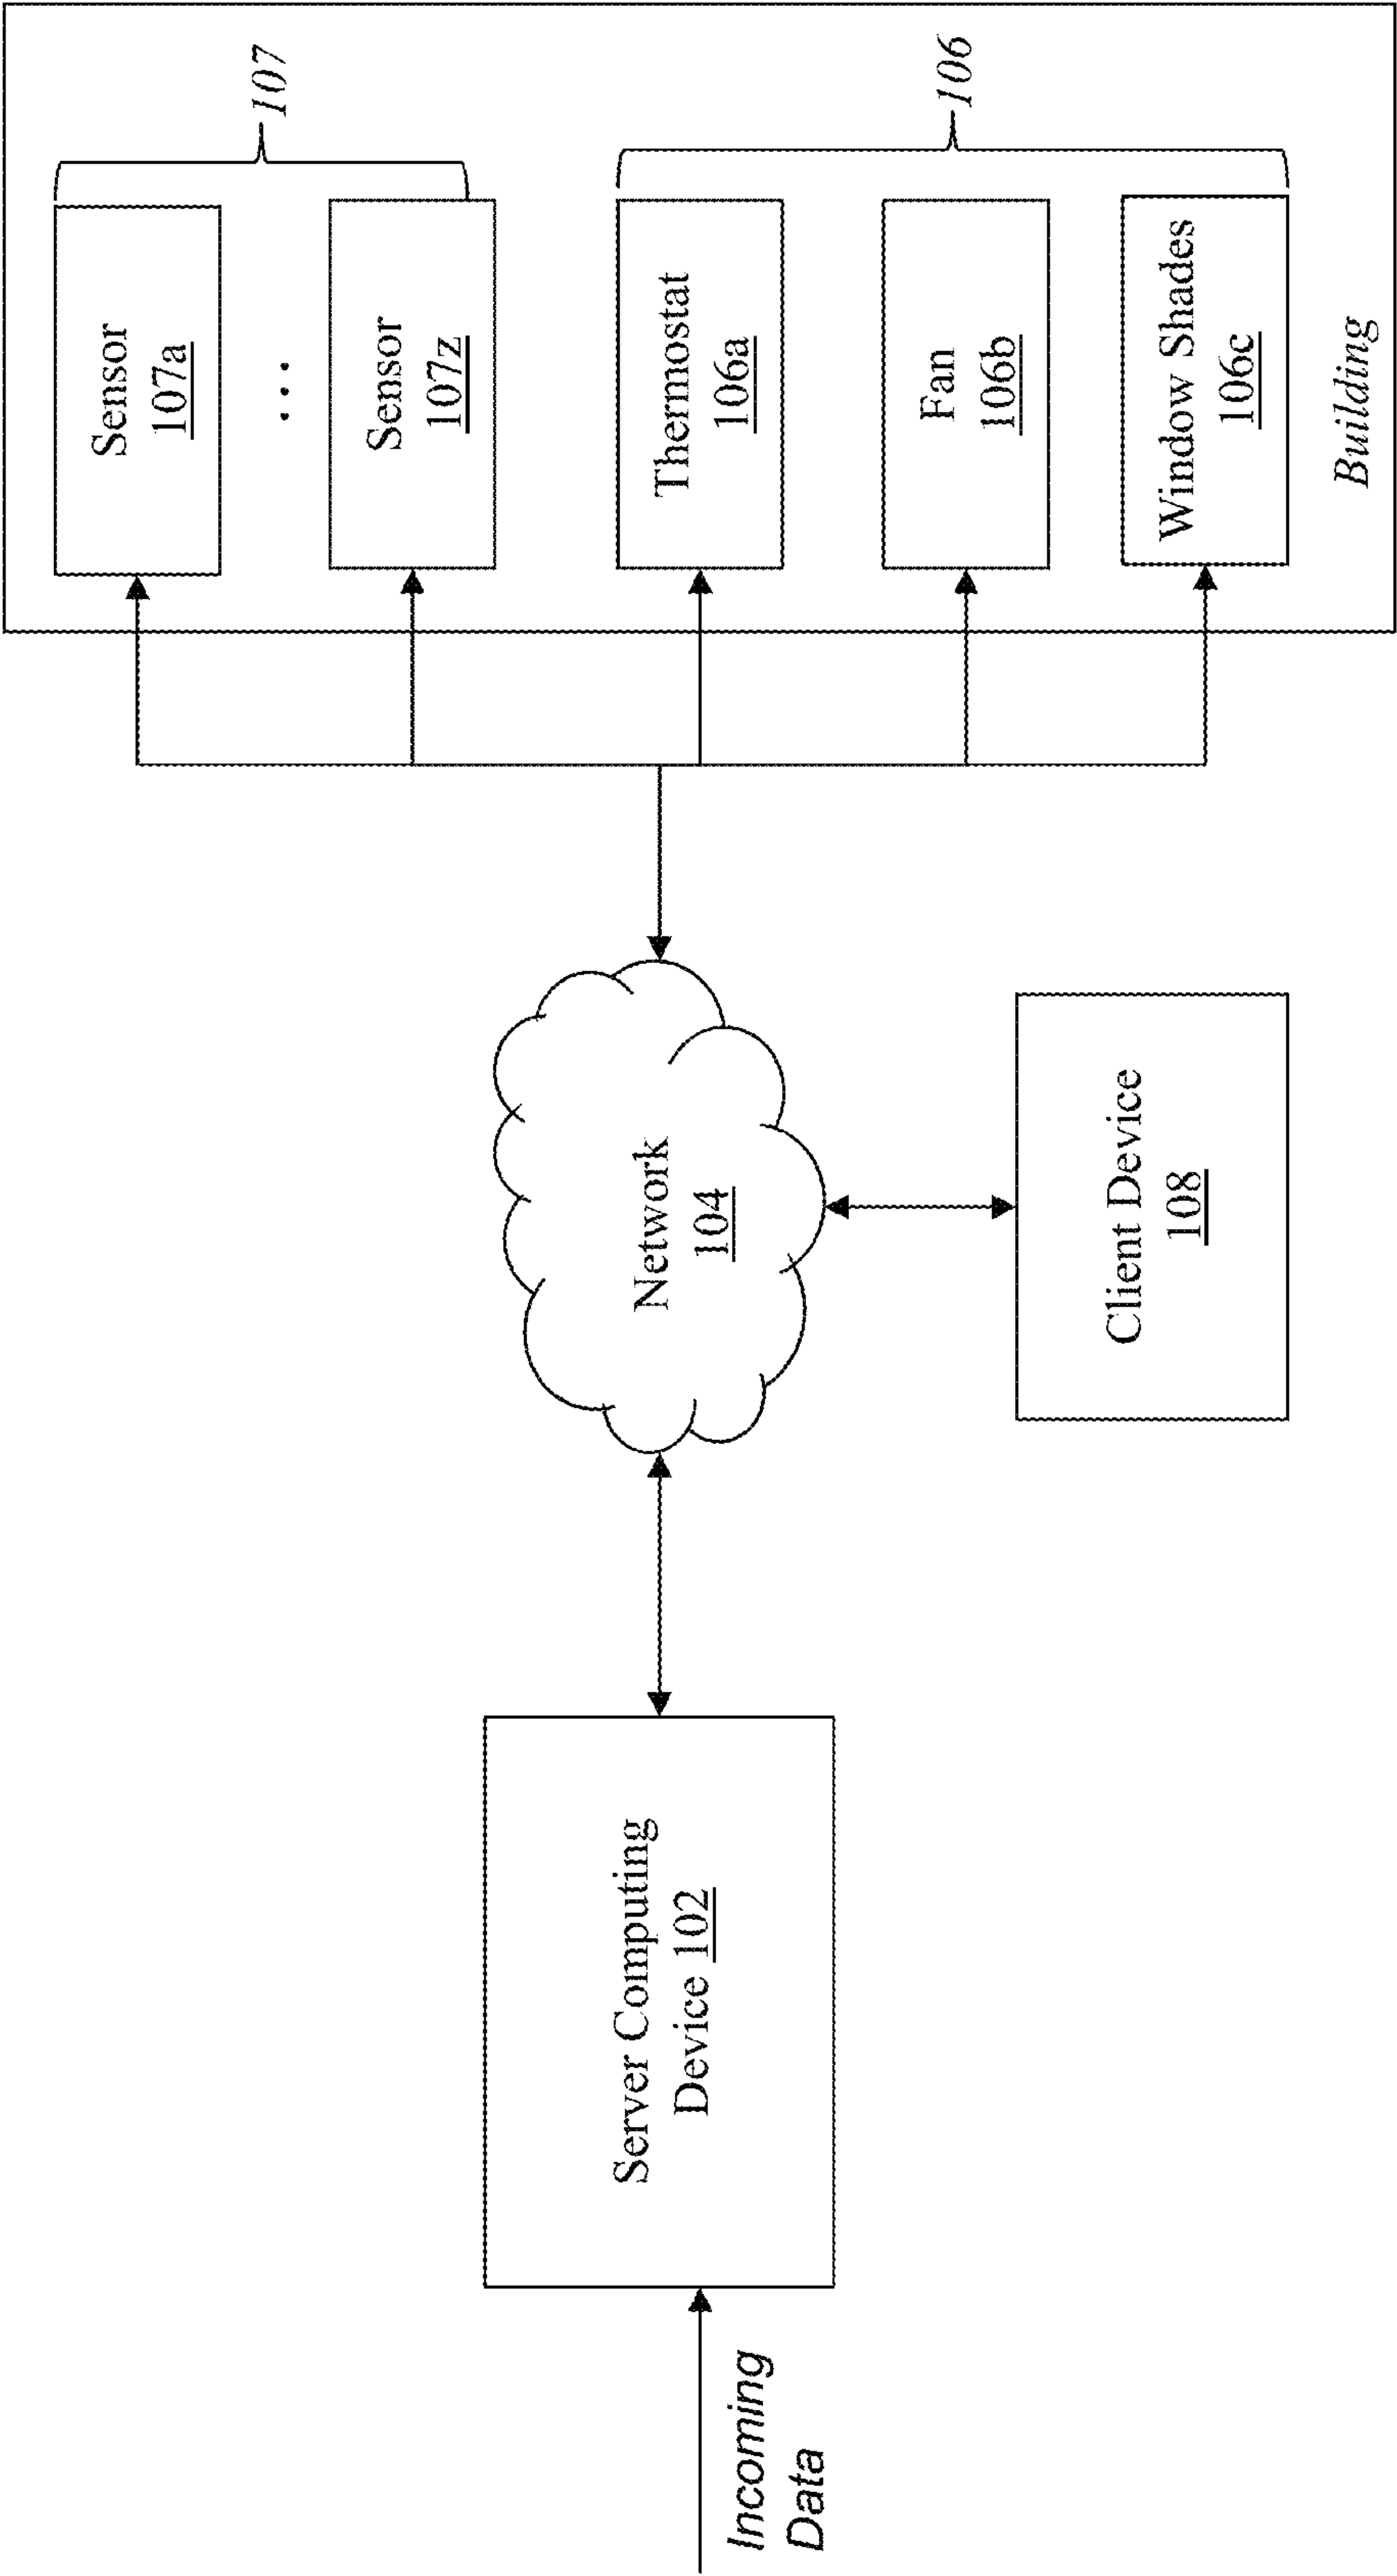 Incoming
Data
Server Computing
Device 102
Network
104
Client Device
108
Sensor
107a
...
Sensor
107z
107
Thermostat
106a
Fan
106b
Window Shades
106c
106
Building